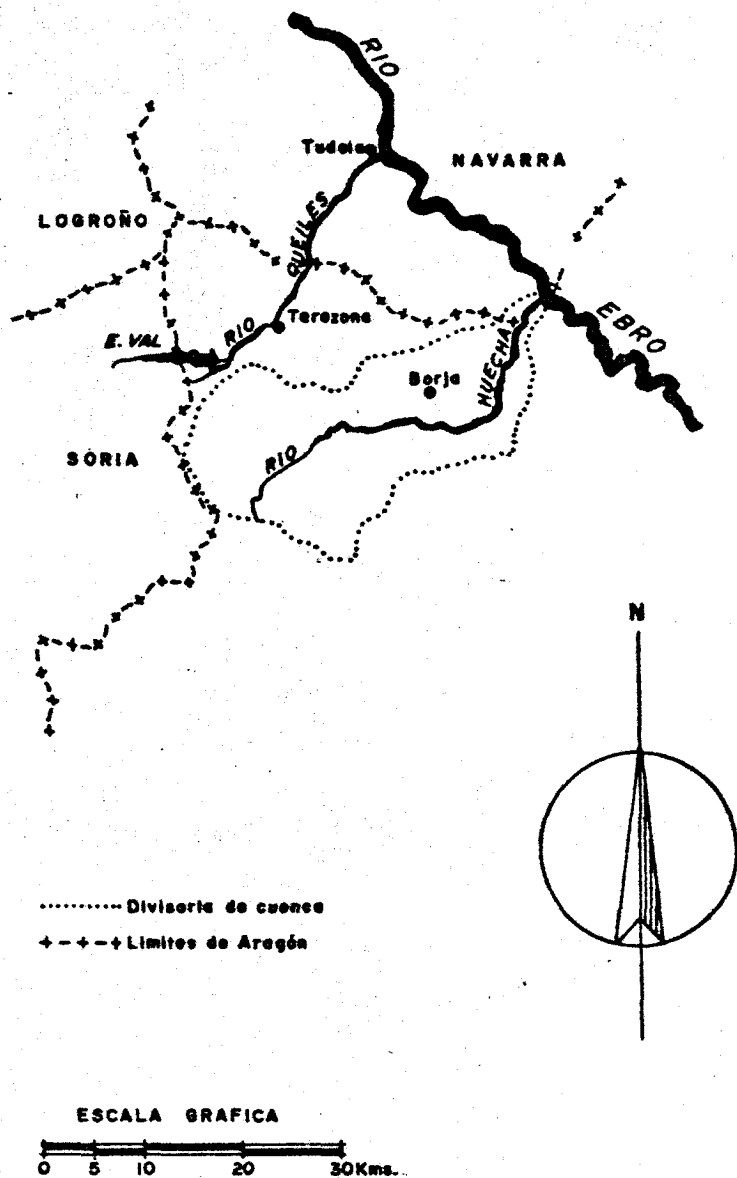 RIO
Tudela
NAVARRA
LOGROÑO
QUEILES
Tarazona
RIO
E. VAL
EBRO
HUECHA
Borja
SORIA
RIO
N
Divisoria de cuenca
Limites de Aragón
ESCALA GRAFICA
0 5 10 20 30Kms.